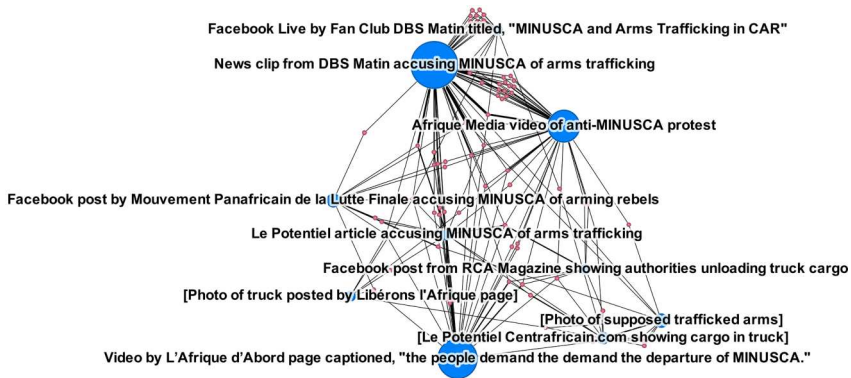 Facebook Live by Fan Club DBS Matin titled, "MINUSCA and Arms Trafficking in CAR"
News clip from DBS Matin accusing MINUSCA of arms trafficking
Afrique Media video of anti-MINUSCA protest
Facebook post by Mouvement Panafricain de la Lutte Finale accusing MINUSCA of arming rebels
Le Potentiel article accusing MINUSCA of arms trafficking
Facebook post from RCA Magazine showing authorities unloading truck cargo
[Photo of truck posted by Libérons l'Afrique page]
[Photo of supposed trafficked arms]
[Le Potentiel Centrafricain.com showing cargo in truck]
Video by L’Afrique d’Abord page captioned, "the people demand the demand the departure of MINUSCA."